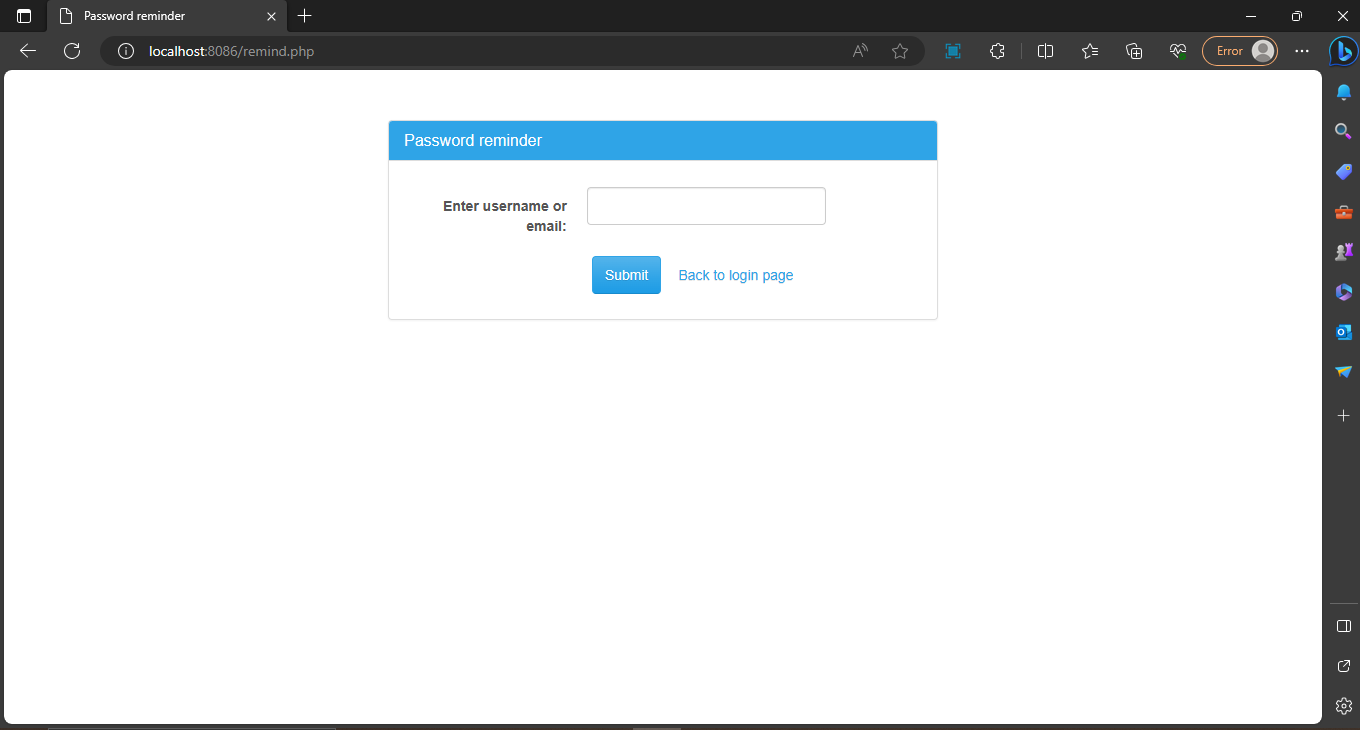 Password reminder
localhost:8086/remind.php
Error
Password reminder
Enter username or
email:
Submit Back to login page